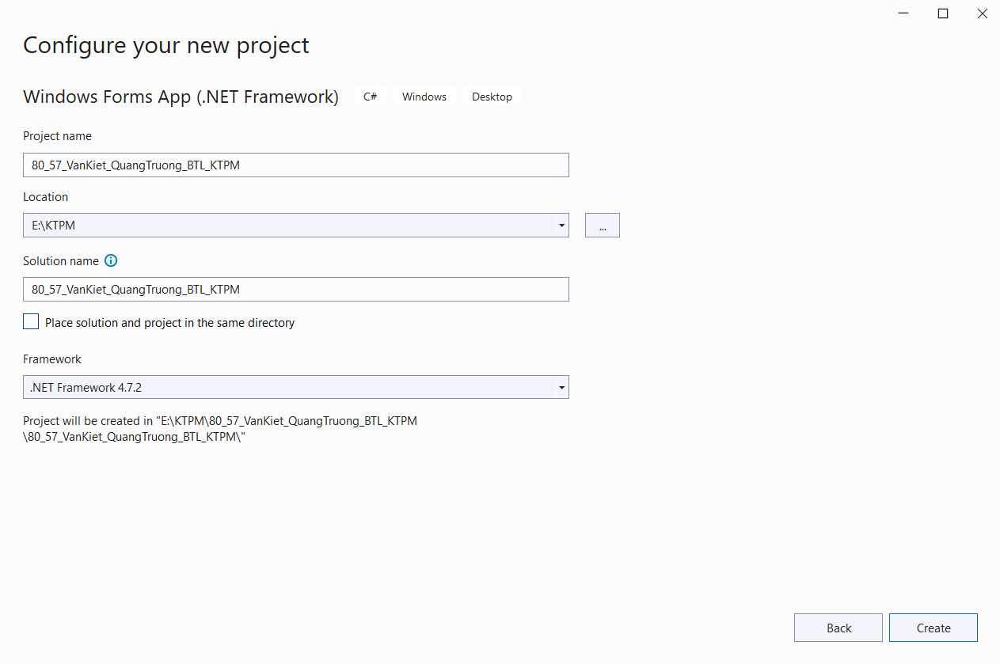 Configure your new project
Windows Forms App (.NET Framework) C# Windows Desktop
Project name
80_57_VanKiet_QuangTruong_BTL_KTPM
Location
E:\KTPM
...
Solution name
80_57_VanKiet_QuangTruong_BTL_KTPM
Place solution and project in the same directory
Framework
.NET Framework 4.7.2
Project will be created in "E:\KTPM\80_57_VanKiet_QuangTruong_BTL_KTPM
\80_57_VanKiet_QuangTruong_BTL_KTPM\"
Back Create